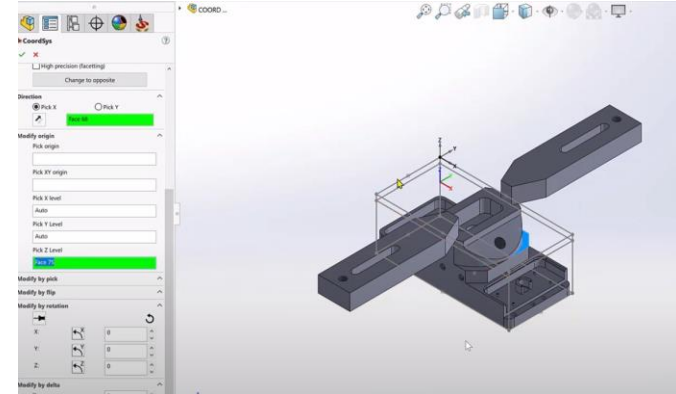 COORD ...
CoordSys
High precision (facetting)
Change to opposite
Direction
Pick X
Pick Y
Face 68
Modify origin
Pick origin
Pick XY origin
Pick X level
Auto
Pick Y Level
Auto
Pick Z Level
Face 75
Modify by pick
Modify by flip
Modify by rotation
X:
X
0
Y:
Y
0
Z:
Z
0
Modify by delta
Z
Y
X